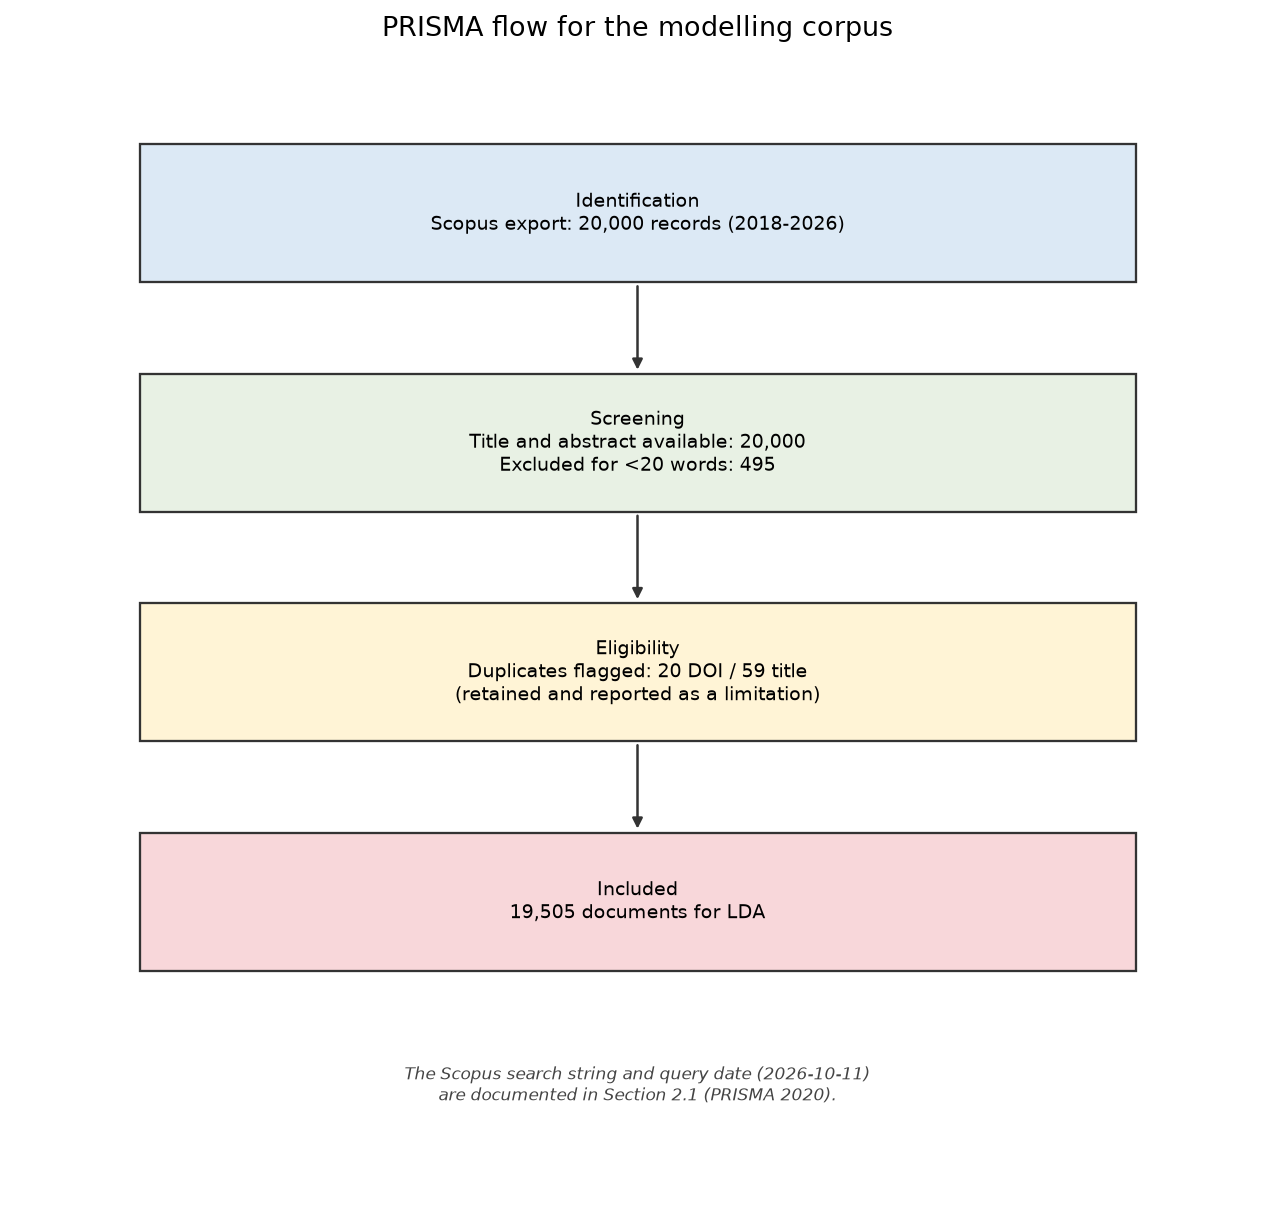 PRISMA flow for the modelling corpus
Identification
Scopus export: 20,000 records (2018-2026)
Screening
Title and abstract available: 20,000
Excluded for <20 words: 495
Eligibility
Duplicates flagged: 20 DOI / 59 title
(retained and reported as a limitation)
Included
19,505 documents for LDA
The Scopus search string and query date (2026-10-11)
are documented in Section 2.1 (PRISMA 2020).